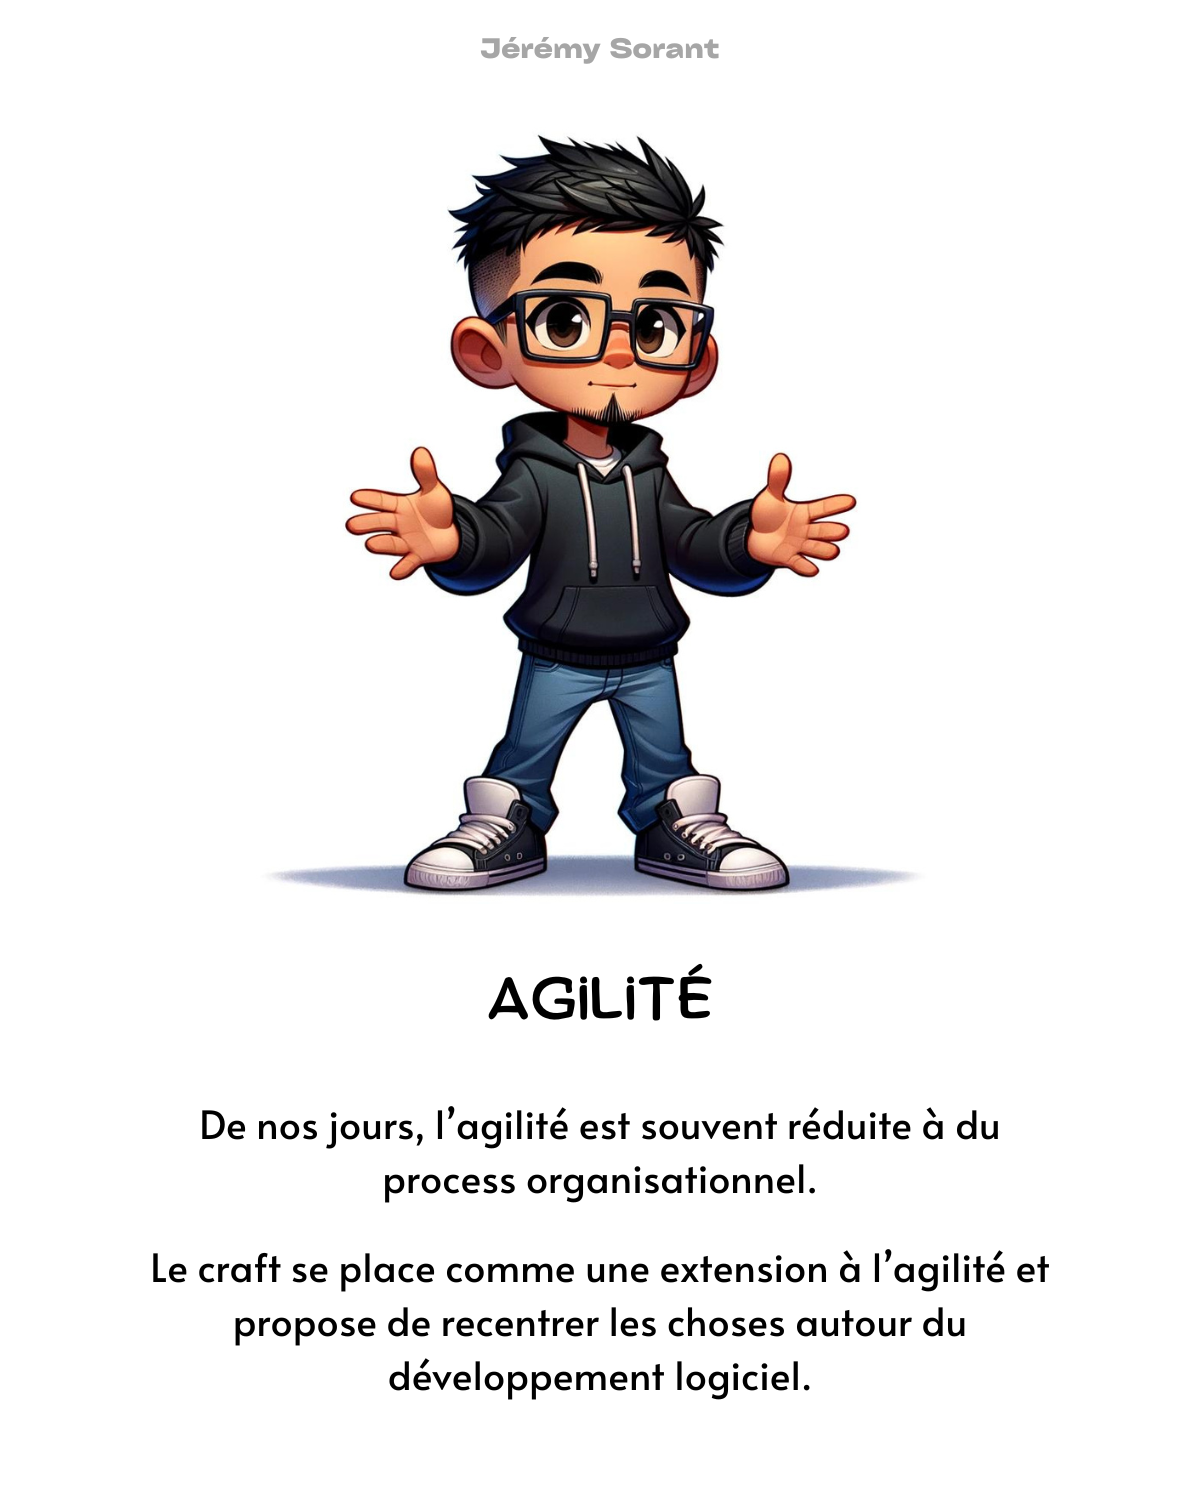 Jérémy Sorant
AGILITÉ
De nos jours, l’agilité est souvent réduite à du
process organisationnel.
Le craft se place comme une extension à l’agilité et
propose de recentrer les choses autour du
développement logiciel.